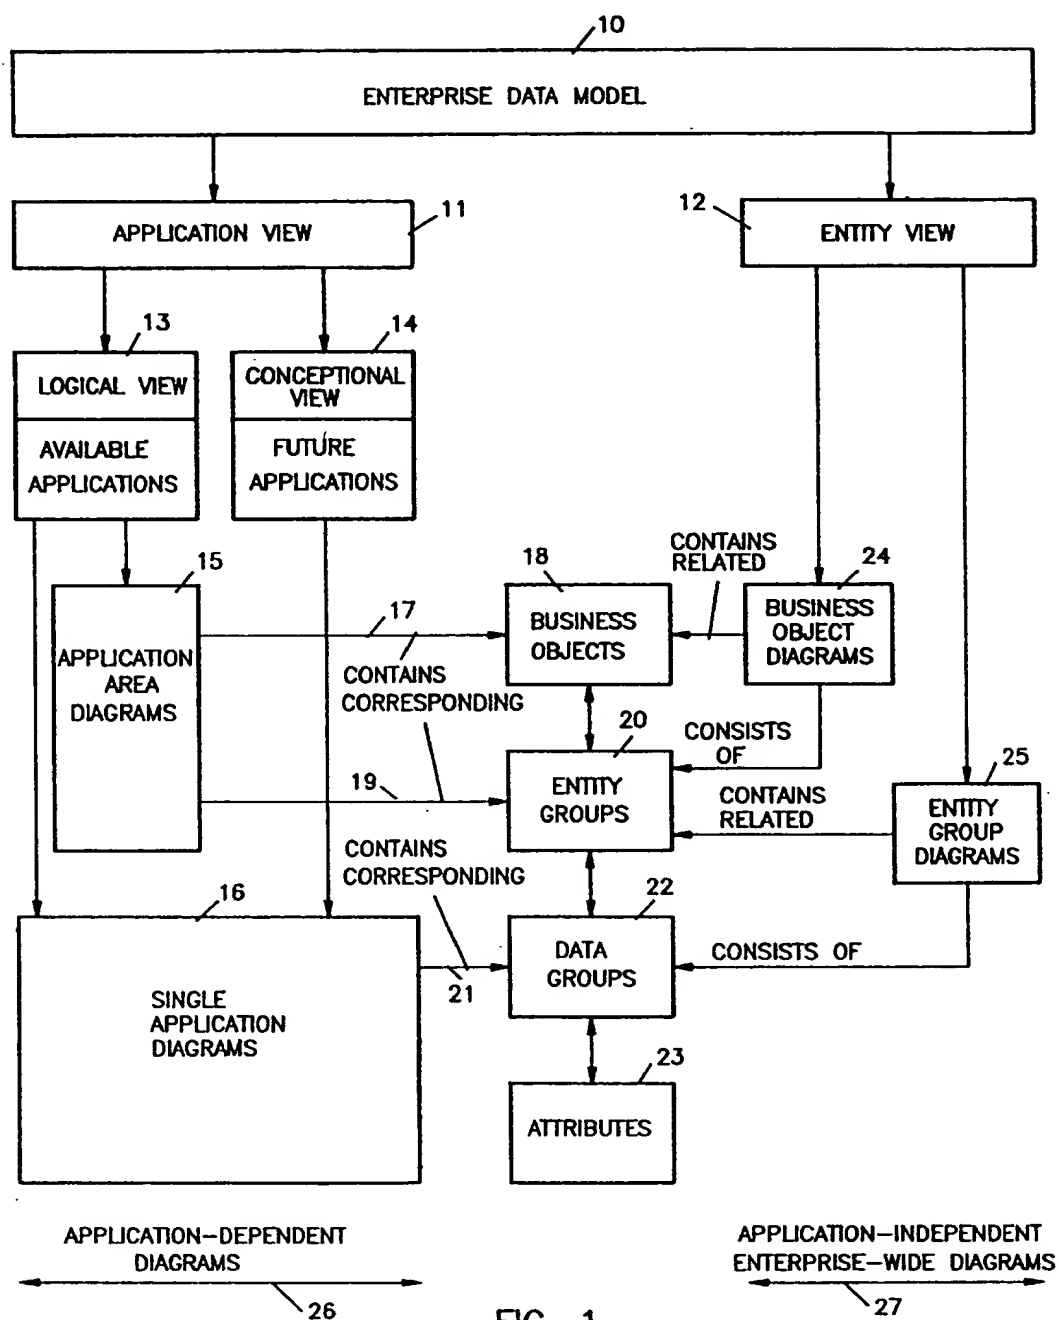 10
ENTERPRISE DATA MODEL
11
APPLICATION VIEW
12
ENTITY VIEW
13
LOGICAL VIEW
AVAILABLE
APPLICATIONS
14
CONCEPTIONAL
VIEW
FUTURE
APPLICATIONS
15
APPLICATION
AREA
DIAGRAMS
17
CONTAINS
CORRESPONDING
19
18
BUSINESS
OBJECTS
CONTAINS
RELATED
24
BUSINESS
OBJECT
DIAGRAMS
20
ENTITY
GROUPS
CONSISTS
OF
CONTAINS
RELATED
25
ENTITY
GROUP
DIAGRAMS
CONTAINS
CORRESPONDING
16
SINGLE
APPLICATION
DIAGRAMS
21
22
DATA
GROUPS
CONSISTS OF
23
ATTRIBUTES
APPLICATION-DEPENDENT
DIAGRAMS
26
APPLICATION-INDEPENDENT
ENTERPRISE-WIDE DIAGRAMS
27
FIG. 1